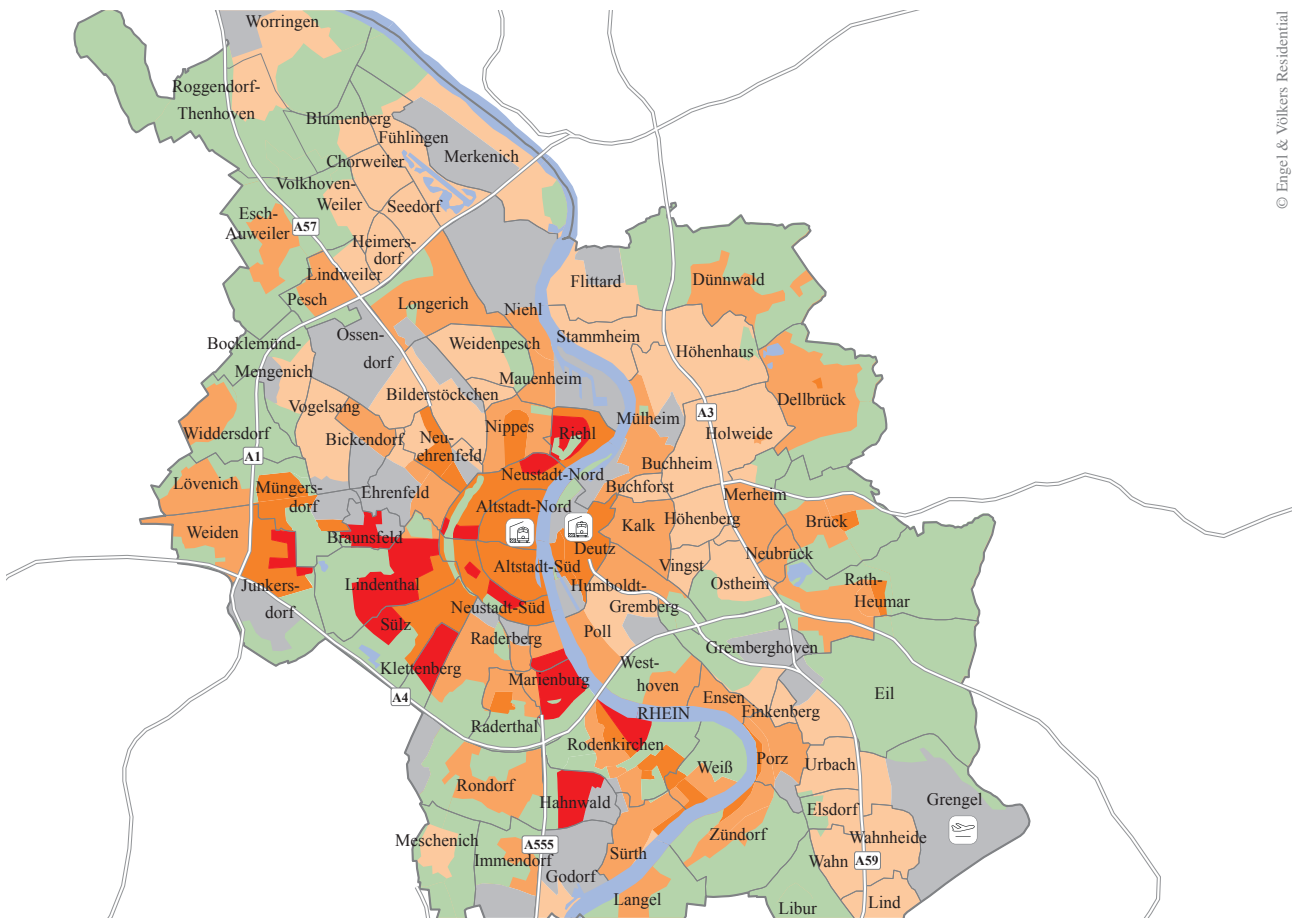 © Engel & Völkers Residential
Worringen
Roggendorf-
Thenhoven
Blumenberg
Fühlingen
Merkenich
Chorweiler
Volkhoven-
Weiler
Seedorf
Esch-
Auweiler
A57
Heimers-
dorf
Lindweiler
Pesch
Longerich
Niehl
Flittard
Dünnwald
Ossen-
dorf
Bocklemünd-
Mengenich
Weidenpesch
Stammheim
Höhenhaus
Mauenheim
Bilderstöckchen
Vogelsang
Dellbrück
Widdersdorf
Bickendorf
Neu-
ehrenfeld
Nippes
Riehl
Mülheim
A3
Holweide
A1
Lövenich
Müngers-
dorf
Ehrenfeld
Neustadt-Nord
Buchheim
Buchforst
Merheim
Weiden
Braunsfeld
Altstadt-Nord
Kalk
Höhenberg
Brück
Deutz
Altstadt-Süd
Vingst
Neubrück
Junkers-
dorf
Lindenthal
Humboldt-
Gremberg
Ostheim
Rath-
Heumar
Sülz
Neustadt-Süd
Raderberg
Poll
Gremberghoven
Klettenberg
Marienburg
West-
hoven
Eil
A4
Raderthal
RHEIN
Ensen
Finkenberg
Rodenkirchen
Weiß
Porz
Urbach
Rondorf
Hahnwald
Elsdorf
Grengel
Meschenich
Immendorf
A555
Godorf
Sürth
Zündorf
Wahnheide
Wahn
A59
Langel
Libur
Lind